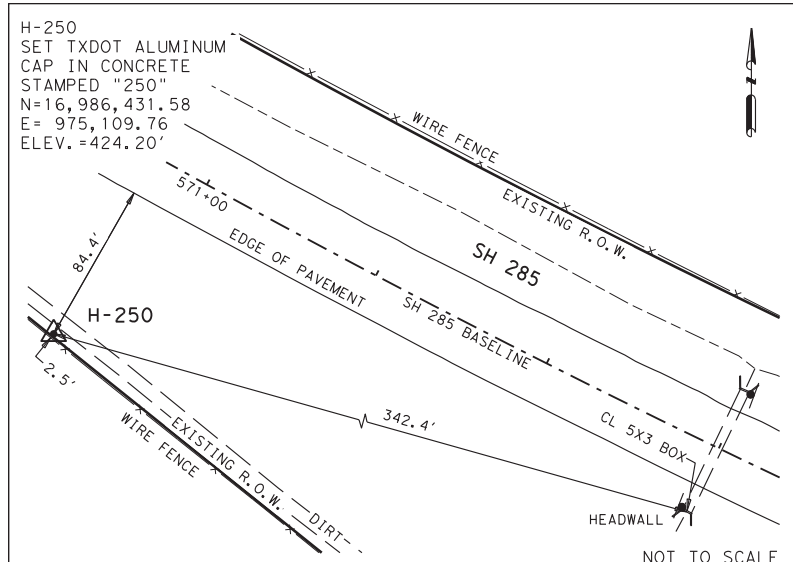 H-250
SET TXDOT ALUMINUM
CAP IN CONCRETE
STAMPED "250"
N=16,986,431.58
E= 975,109.76
ELEV.=424.20'
N
WIRE FENCE
EXISTING R.O.W.
571+00
SH 285
EDGE OF PAVEMENT
SH 285 BASELINE
84.4'
H-250
2.5'
342.4'
WIRE FENCE
EXISTING R.O.W.
DIRT
CL 5X3 BOX
HEADWALL
NOT TO SCALE